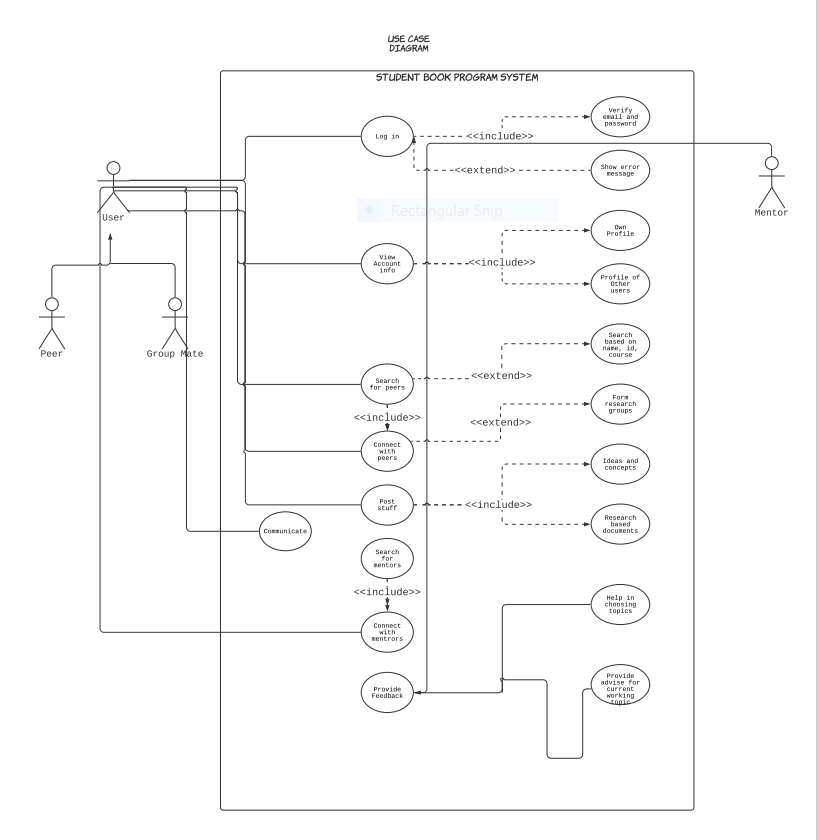 USE CASE
DIAGRAM
STUDENT BOOK PROGRAM SYSTEM
Verify
email and
password
Log in
<<include>>
<<extend>>
Show error
message
User
Mentor
Rectangular Snip
Own
Profile
View
Account
info
<<include>>
Profile of
Other
users
Peer
Group Mate
Search
based on
name, id,
course
Search
for peers
<<extend>>
<<include>>
Form
research
groups
<<extend>>
Connect
with
peers
Ideas and
concepts
Post
stuff
<<include>>
Research
based
documents
Communicate
Search
for
mentors
<<include>>
Help in
choosing
topics
Connect
with
mentrors
Provide
Feedback
Provide
advise for
current
working
topic